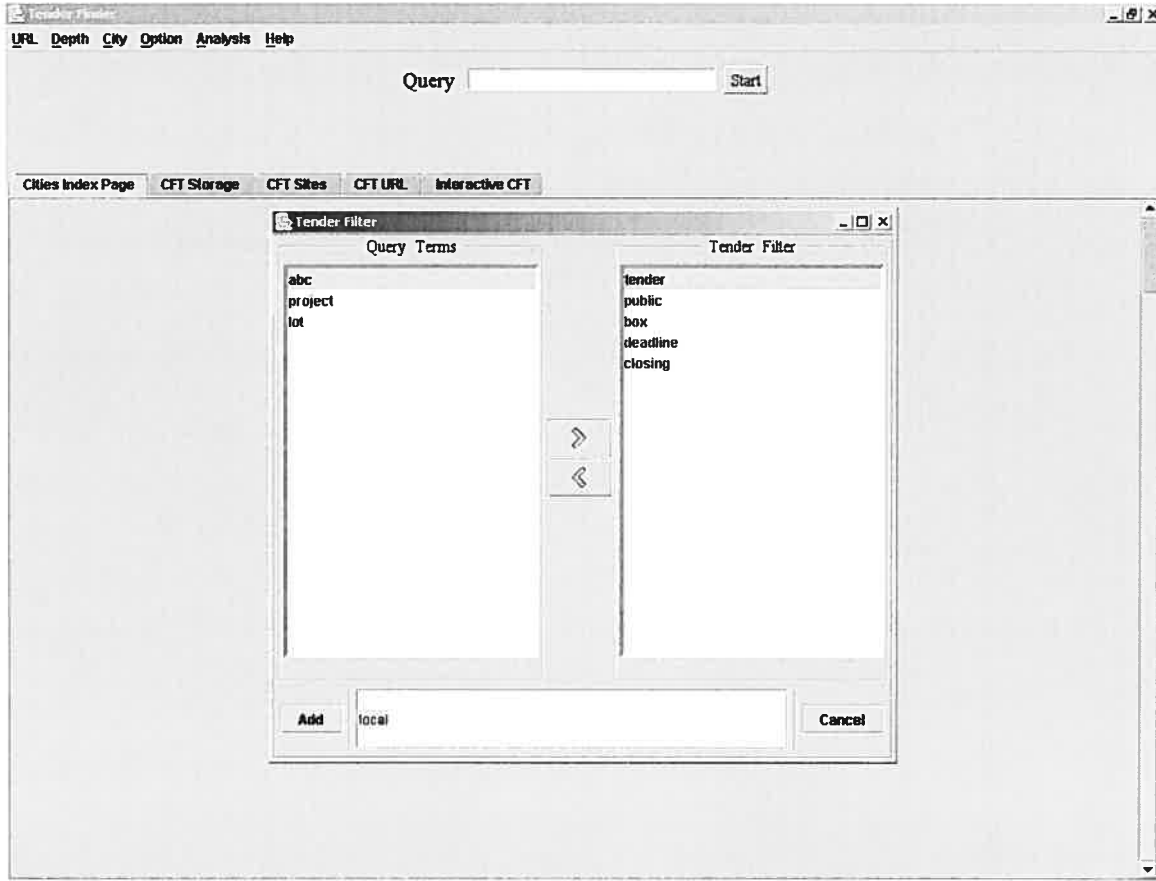 Tender Finder
URL Depth City Option Analysis Help
Query Start
Cities Index Page CFT Storage CFT Sites CFT URL Interactive CFT
Tender Filter
Query Terms Tender Filter
abc tender
project public
lot box
deadline
closing
Add local Cancel